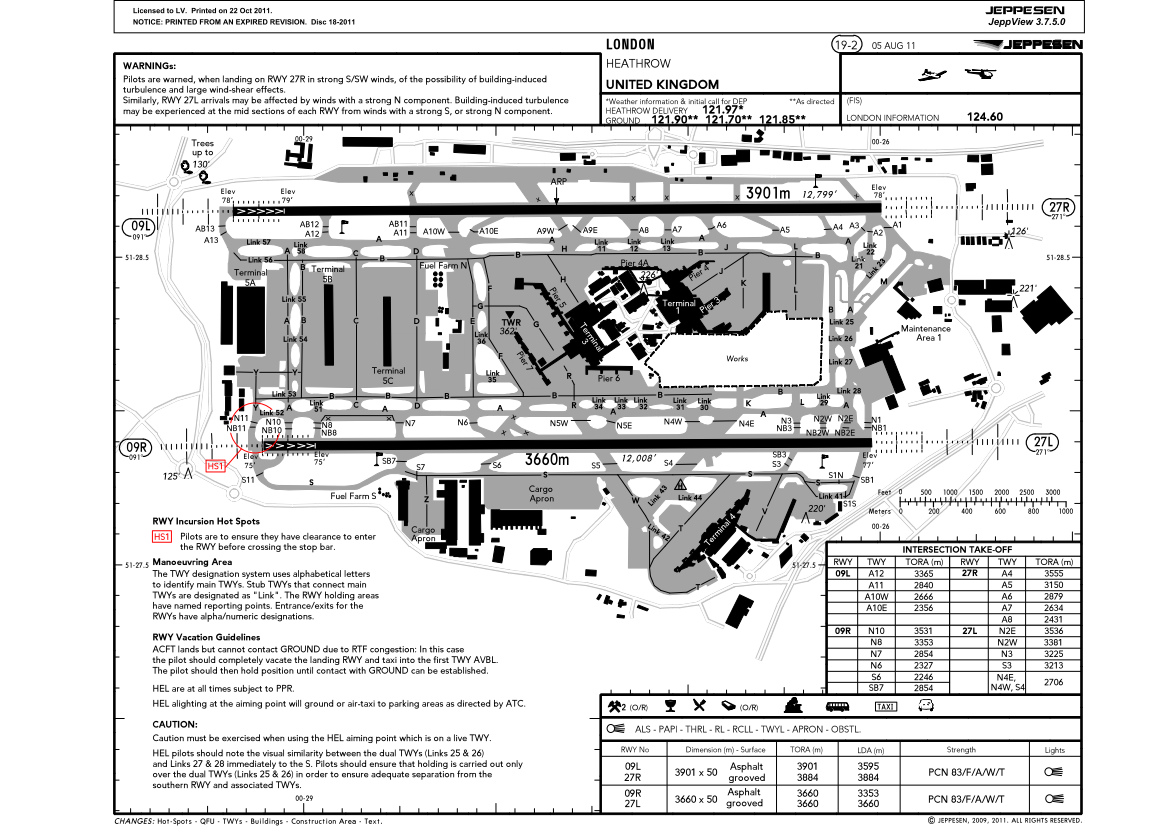 Licensed to LV. Printed on 22 Oct 2011.
NOTICE: PRINTED FROM AN EXPIRED REVISION. Disc 18-2011
JEPPESEN
JeppView 3.7.5.0
LONDON
HEATHROW
UNITED KINGDOM
19-2 05 AUG 11
JEPPESEN
WARNINGS:
Pilots are warned, when landing on RWY 27R in strong S/SW winds, of the possibility of building-induced
turbulence and large wind-shear effects.
Similarly, RWY 27L arrivals may be affected by winds with a strong N component. Building-induced turbulence
may be experienced at the mid sections of each RWY from winds with a strong S, or strong N component.
*Weather information & initial call for DEP **As directed
HEATHROW DELIVERY 121.97*
GROUND 121.90** 121.70** 121.85**
(FIS)
LONDON INFORMATION 124.60
00-29
00-26
Trees
up to
130'
ARP
3901m
12,799'
Elev
78'
Elev
79'
Elev
78'
09L
091°
27R
271°
AB13
A13
AB12
A12
AB11
A11
A10W
A10E
A9W
A9E
A8
A7
A6
A5
A4
A3
A2
A1
126'
Link 57
Link 56
Link
58
A
B
C
D
A
B
H
Link
11
Link
12
Link
13
A
B
L
Link
22
Link
21
Link 23
M
51-28.5
51-28.5
Terminal
5A
Terminal
5B
Fuel Farm N
Pier 4A
226'
Pier 4
J
K
L
221'
Link 55
A
B
C
D
E
F
G
H
Pier 5
Terminal
1
Pier 3
B
A
Link 25
Link 54
TWR
362'
G
Link
36
F
Pier 7
Terminal
3
Works
Link 26
Link 27
Maintenance
Area 1
Terminal
5C
Link
35
R
Pier 6
Y
Y
Y
Link 53
Link 52
Link
51
A
B
C
D
A
B
R
Link
34
Link
33
Link
32
Link
31
Link
30
B
K
A
L
Link
29
Link 28
A
N11
NB11
N10
NB10
N8
NB8
N7
N6
N5W
N5E
N4W
N4E
N3
NB3
N2W
NB2W
N2E
NB2E
N1
NB1
09R
091°
27L
271°
HS1
125'
Elev
75'
Elev
75'
Elev
77'
3660m
12,008'
S11
S
SB7
S7
S6
S5
S4
S
SB3
S3
S1N
SB1
S
Link 41
S1S
Fuel Farm S
Z
Cargo
Apron
Cargo
Apron
S
W
Link 43
Link 44
Link 42
T
T
Terminal 4
V
220'
Feet 0 500 1000 1500 2000 2500 3000
Meters 0 200 400 600 800 1000
00-26
51-27.5
51-27.5
RWY Incursion Hot Spots
HS1 Pilots are to ensure they have clearance to enter
the RWY before crossing the stop bar.
Manoeuvring Area
The TWY designation system uses alphabetical letters
to identify main TWYs. Stub TWYs that connect main
TWYs are designated as "Link". The RWY holding areas
have named reporting points. Entrance/exits for the
RWYs have alpha/numeric designations.
RWY Vacation Guidelines
ACFT lands but cannot contact GROUND due to RTF congestion: In this case
the pilot should completely vacate the landing RWY and taxi into the first TWY AVBL.
The pilot should then hold position until contact with GROUND can be established.
HEL are at all times subject to PPR.
HEL alighting at the aiming point will ground or air-taxi to parking areas as directed by ATC.
CAUTION:
Caution must be exercised when using the HEL aiming point which is on a live TWY.
HEL pilots should note the visual similarity between the dual TWYs (Links 25 & 26)
and Links 27 & 28 immediately to the S. Pilots should ensure that holding is carried out only
over the dual TWYs (Links 25 & 26) in order to ensure adequate separation from the
southern RWY and associated TWYs.
00-29
INTERSECTION TAKE-OFF
RWY TWY TORA (m) RWY TWY TORA (m)
09L A12 3365 27R A4 3555
A11 2840 A5 3150
A10W 2666 A6 2879
A10E 2356 A7 2634
A8 2431
09R N10 3531 27L N2E 3536
N8 3353 N2W 3381
N7 2854 N3 3225
N6 2327 S3 3213
S6 2246 N4E, 2706
SB7 2854 N4W, S4
2 (O/R) (O/R) TAXI
ALS - PAPI - THRL - RL - RCLL - TWYL - APRON - OBSTL.
RWY No Dimension (m) - Surface TORA (m) LDA (m) Strength Lights
09L 3901 x 50 Asphalt 3901 3595 PCN 83/F/A/W/T
27R grooved 3884 3884
09R 3660 x 50 Asphalt 3660 3353 PCN 83/F/A/W/T
27L grooved 3660 3660
CHANGES: Hot-Spots - QFU - TWYs - Buildings - Construction Area - Text.
© JEPPESEN, 2009, 2011. ALL RIGHTS RESERVED.